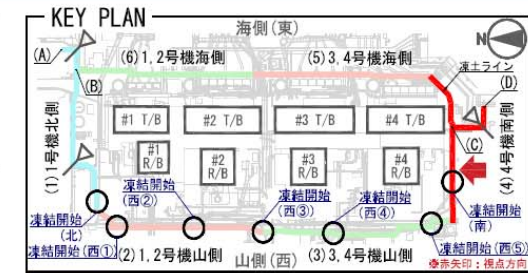 KEY PLAN
海側(東)
N
(A)
(6)1,2号機海側
(5)3,4号機海側
凍土ライン
(B)
(D)
#1 T/B
#2 T/B
#3 T/B
#4 T/B
(1)1号機北側
(C)
(4)4号機南側
#1
R/B
#2
R/B
#3
R/B
#4
R/B
凍結開始
(西②)
凍結開始
(西③)
凍結開始
(西④)
凍結開始
(北)
凍結開始
(南)
凍結開始(西①)
(2)1,2号機山側
(3)3,4号機山側
凍結開始(西⑤)
山側(西)
※赤矢印：視点方向